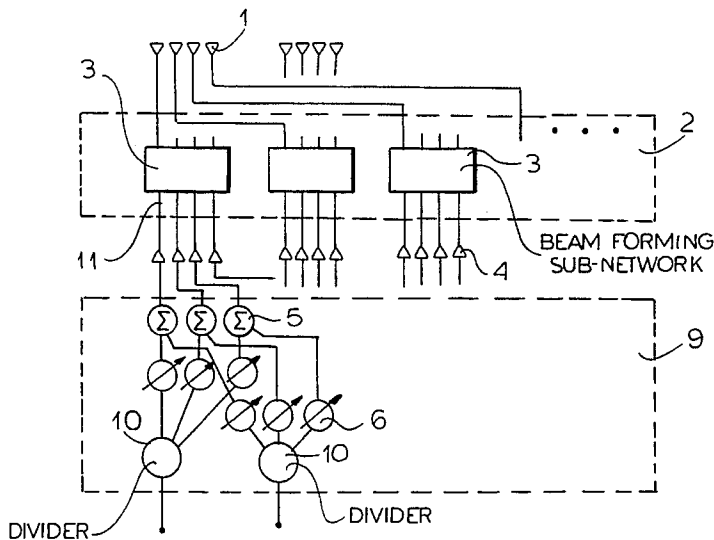 1
3
2
3
11
BEAM FORMING
SUB-NETWORK
4
Σ Σ Σ 5
9
10
6
10
DIVIDER
DIVIDER